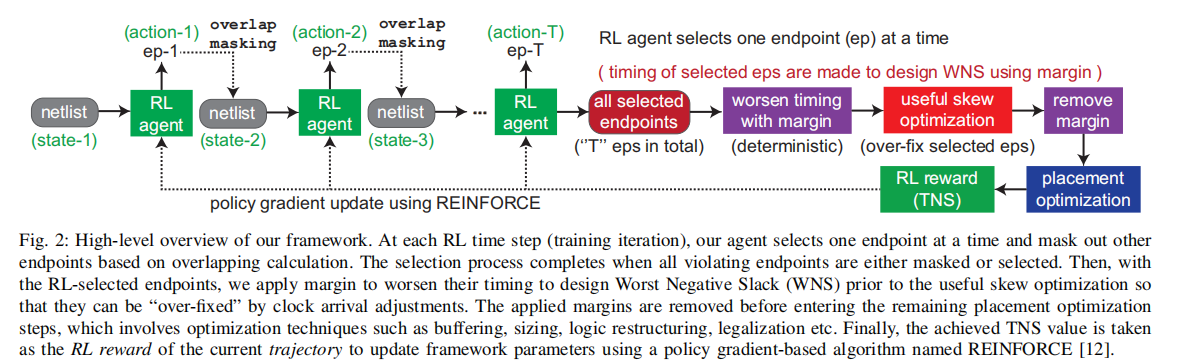 (action-1)
ep-1
overlap
masking
(action-2)
ep-2
overlap
masking
(action-T)
ep-T
RL agent selects one endpoint (ep) at a time
( timing of selected eps are made to design WNS using margin )
netlist
(state-1)
RL
agent
netlist
(state-2)
RL
agent
netlist
(state-3)
...
RL
agent
all selected
endpoints
(“T” eps in total)
worsen timing
with margin
(deterministic)
useful skew
optimization
(over-fix selected eps)
remove
margin
placement
optimization
RL reward
(TNS)
policy gradient update using REINFORCE
Fig. 2: High-level overview of our framework. At each RL time step (training iteration), our agent selects one endpoint at a time and mask out other
endpoints based on overlapping calculation. The selection process completes when all violating endpoints are either masked or selected. Then, with
the RL-selected endpoints, we apply margin to worsen their timing to design Worst Negative Slack (WNS) prior to the useful skew optimization so
that they can be “over-fixed” by clock arrival adjustments. The applied margins are removed before entering the remaining placement optimization
steps, which involves optimization techniques such as buffering, sizing, logic restructuring, legalization etc. Finally, the achieved TNS value is taken
as the RL reward of the current trajectory to update framework parameters using a policy gradient-based algorithm named REINFORCE [12].